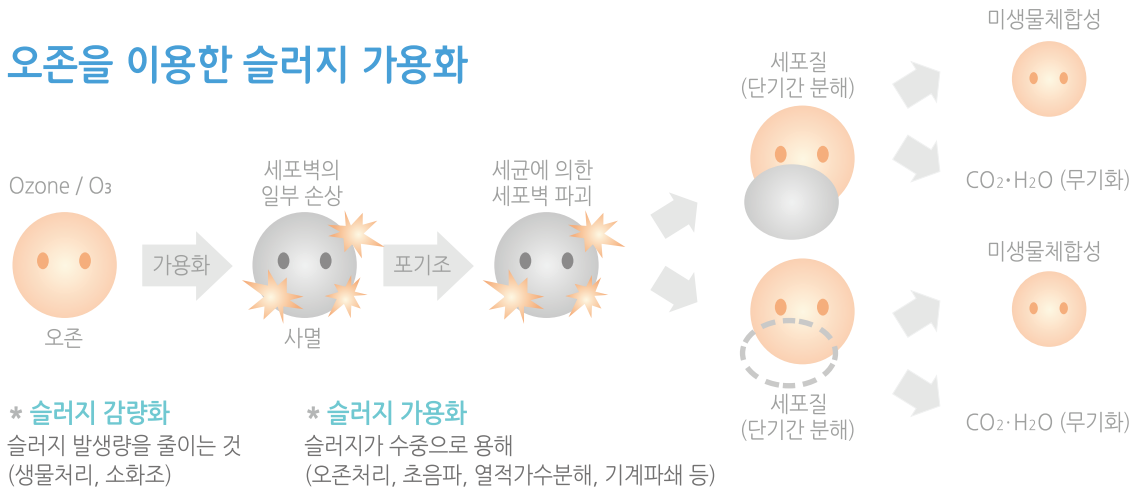 오존을 이용한 슬러지 가용화
Ozone / O₃
오존
가용화
세포벽의
일부 손상
사멸
포기조
세균에 의한
세포벽 파괴
세포질
(단기간 분해)
미생물체합성
CO₂·H₂O (무기화)
세포질
(단기간 분해)
미생물체합성
CO₂·H₂O (무기화)
* 슬러지 감량화
슬러지 발생량을 줄이는 것
(생물처리, 소화조)
* 슬러지 가용화
슬러지가 수중으로 용해
(오존처리, 초음파, 열적가수분해, 기계파쇄 등)